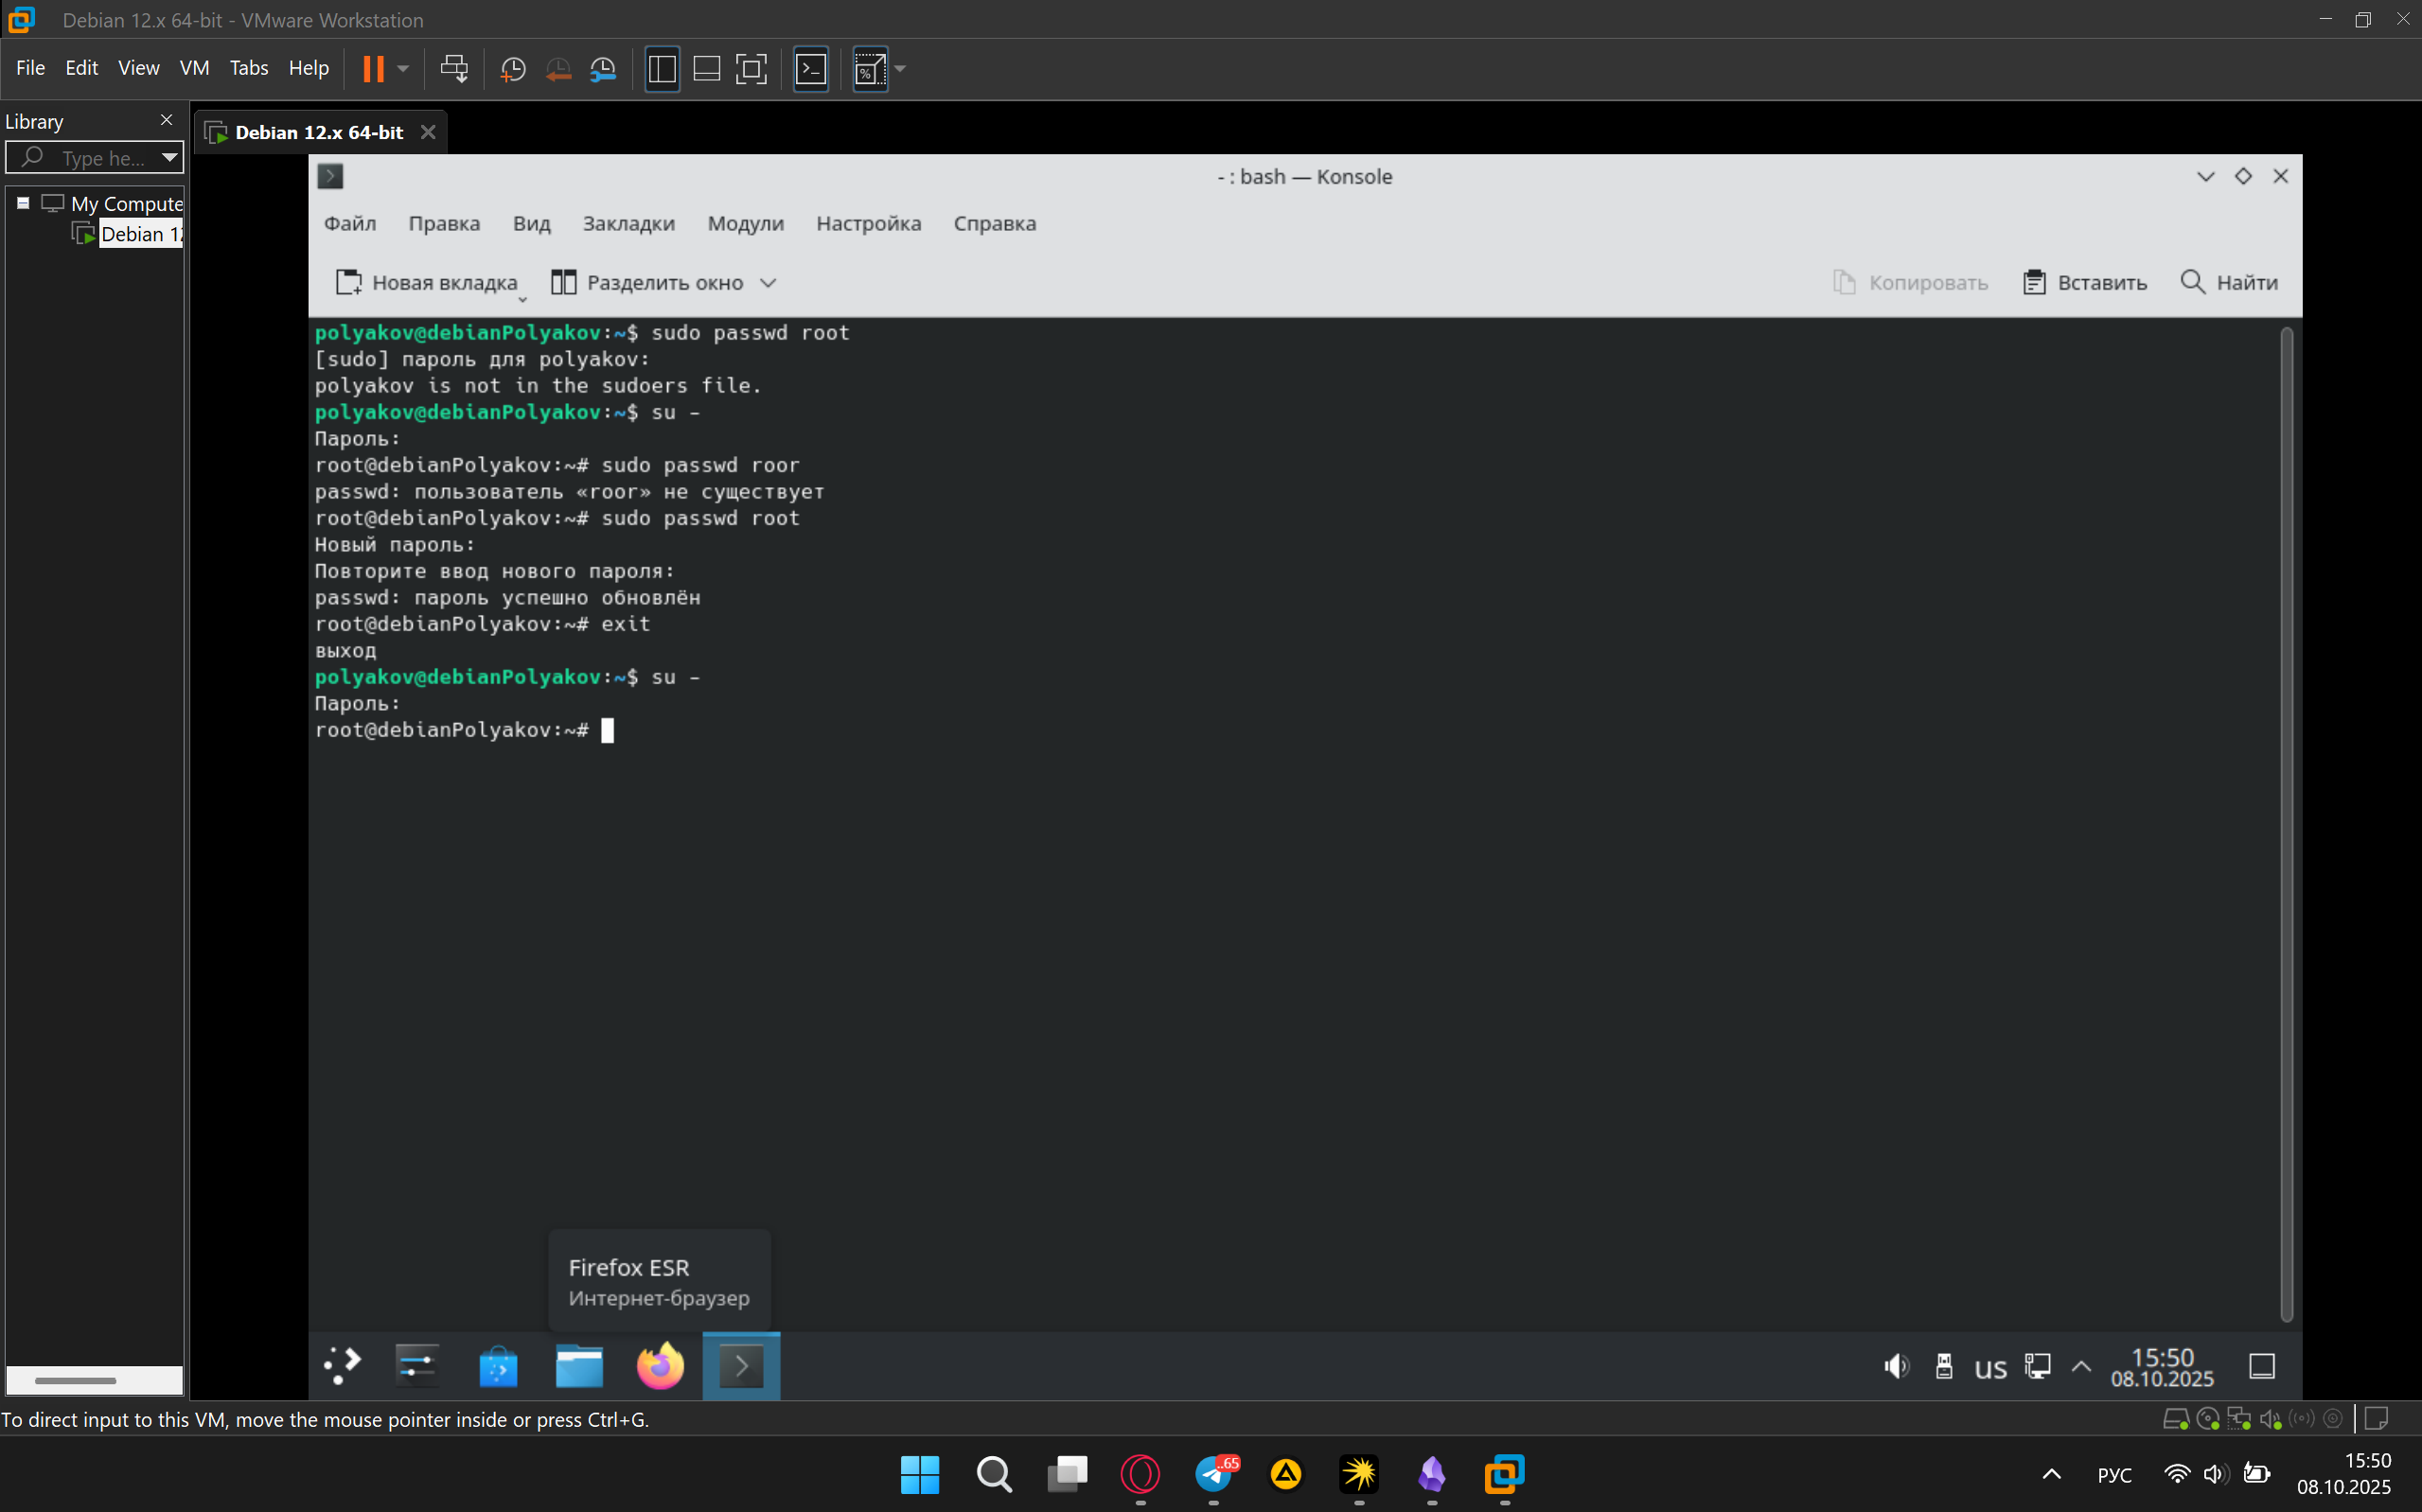 Debian 12.x 64-bit - VMware Workstation
File Edit View VM Tabs Help
Library
Type he...
My Compute
Debian 12
Debian 12.x 64-bit
- : bash — Konsole
Файл Правка Вид Закладки Модули Настройка Справка
Новая вкладка Разделить окно Копировать Вставить Найти
polyakov@debianPolyakov:~$ sudo passwd root
[sudo] пароль для polyakov:
polyakov is not in the sudoers file.
polyakov@debianPolyakov:~$ su -
Пароль:
root@debianPolyakov:~# sudo passwd roor
passwd: пользователь «roor» не существует
root@debianPolyakov:~# sudo passwd root
Новый пароль:
Повторите ввод нового пароля:
passwd: пароль успешно обновлён
root@debianPolyakov:~# exit
выход
polyakov@debianPolyakov:~$ su -
Пароль:
root@debianPolyakov:~#
Firefox ESR
Интернет-браузер
us
15:50
08.10.2025
To direct input to this VM, move the mouse pointer inside or press Ctrl+G.
..65
РУС
15:50
08.10.2025